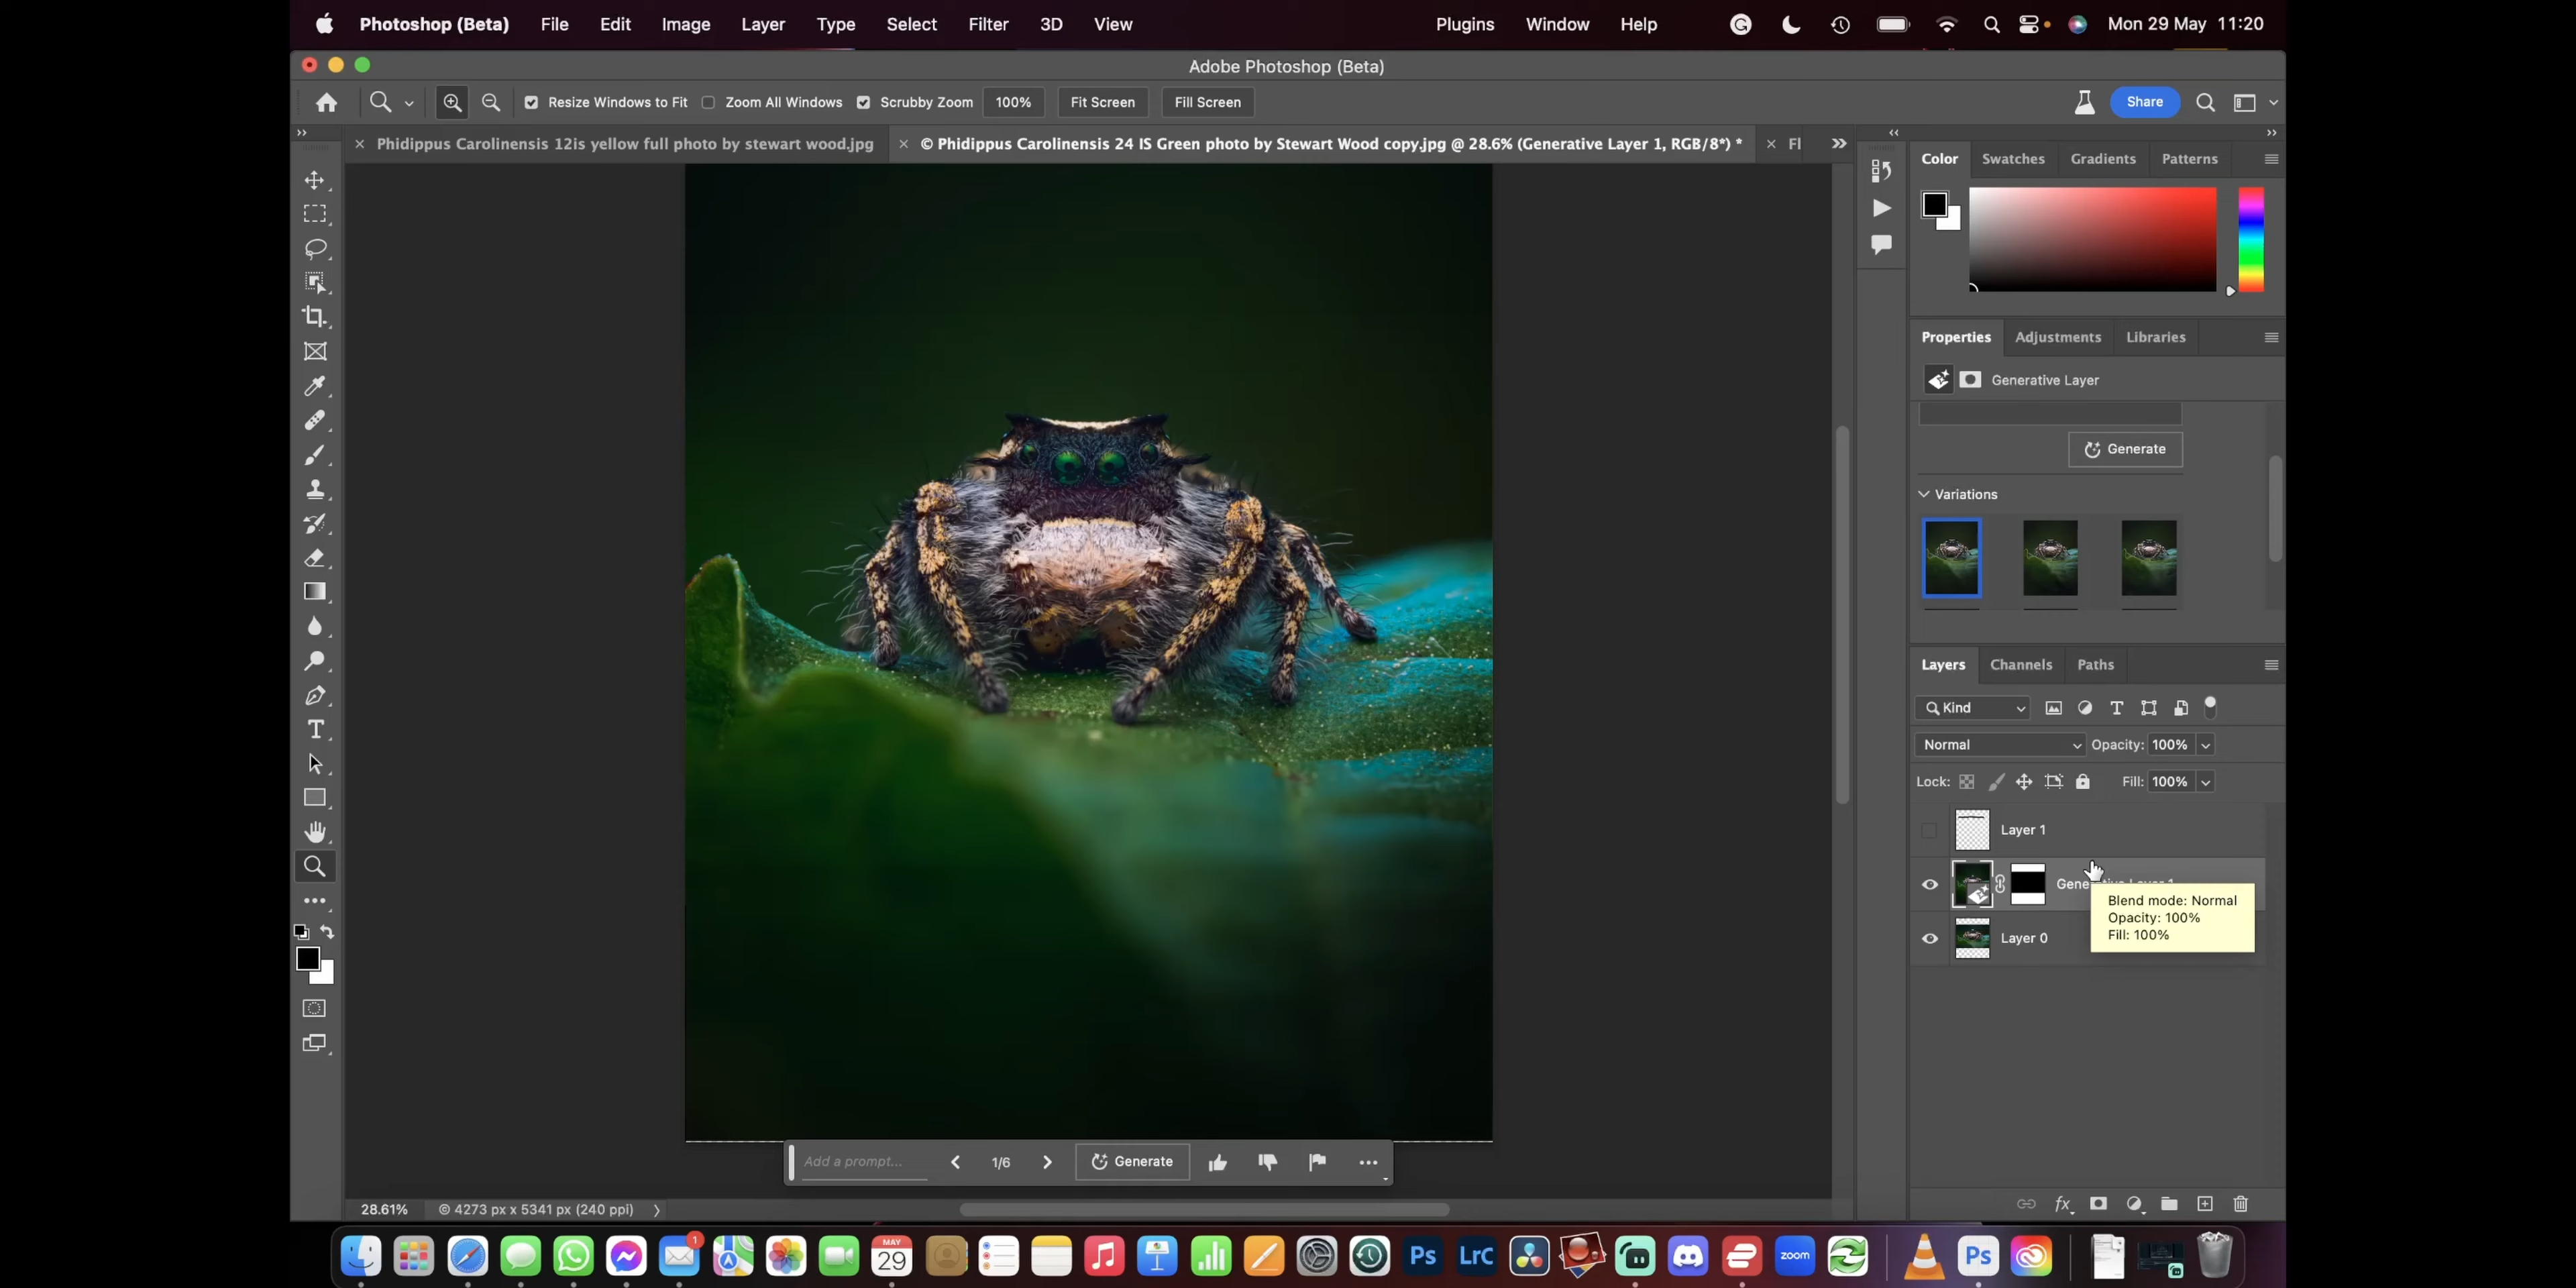 Photoshop (Beta) File Edit Image Layer Type Select Filter 3D View Plugins Window Help Mon 29 May 11:20
Adobe Photoshop (Beta)
Resize Windows to Fit Zoom All Windows Scrubby Zoom 100% Fit Screen Fill Screen Share
Phidippus Carolinensis 12is yellow full photo by stewart wood.jpg © Phidippus Carolinensis 24 IS Green photo by Stewart Wood copy.jpg @ 28.6% (Generative Layer 1, RGB/8*) * Fl
Color Swatches Gradients Patterns
Properties Adjustments Libraries
Generative Layer
Generate
Variations
Layers Channels Paths
Kind
Normal Opacity: 100%
Lock: Fill: 100%
Layer 1
Layer 0
Blend mode: Normal
Opacity: 100%
Fill: 100%
Add a prompt... 1/6 Generate
28.61% © 4273 px x 5341 px (240 ppi)
1
MAY
29
Ps LrC zoom Ps